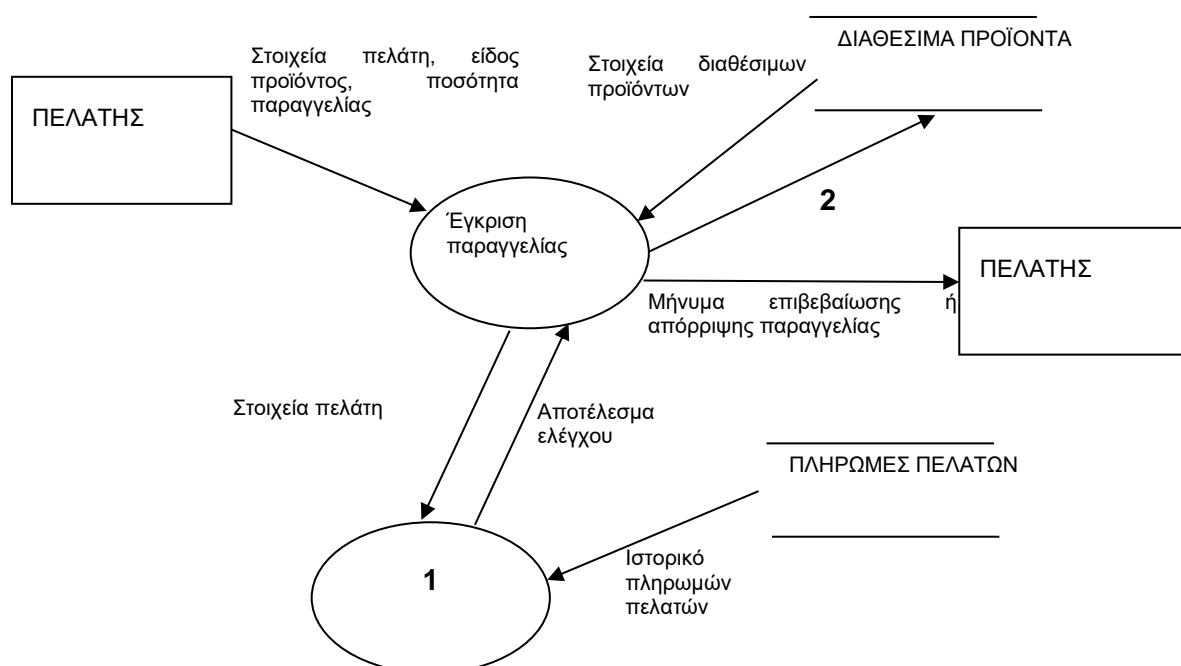 ΔΙΑΘΕΣΙΜΑ ΠΡΟΪΟΝΤΑ
Στοιχεία πελάτη, είδος
προϊόντος, ποσότητα
παραγγελίας
Στοιχεία διαθέσιμων
προϊόντων
ΠΕΛΑΤΗΣ
2
Έγκριση
παραγγελίας
ΠΕΛΑΤΗΣ
Μήνυμα επιβεβαίωσης ή
απόρριψης παραγγελίας
Στοιχεία πελάτη
Αποτέλεσμα
ελέγχου
ΠΛΗΡΩΜΕΣ ΠΕΛΑΤΩΝ
1
Ιστορικό
πληρωμών
πελατών